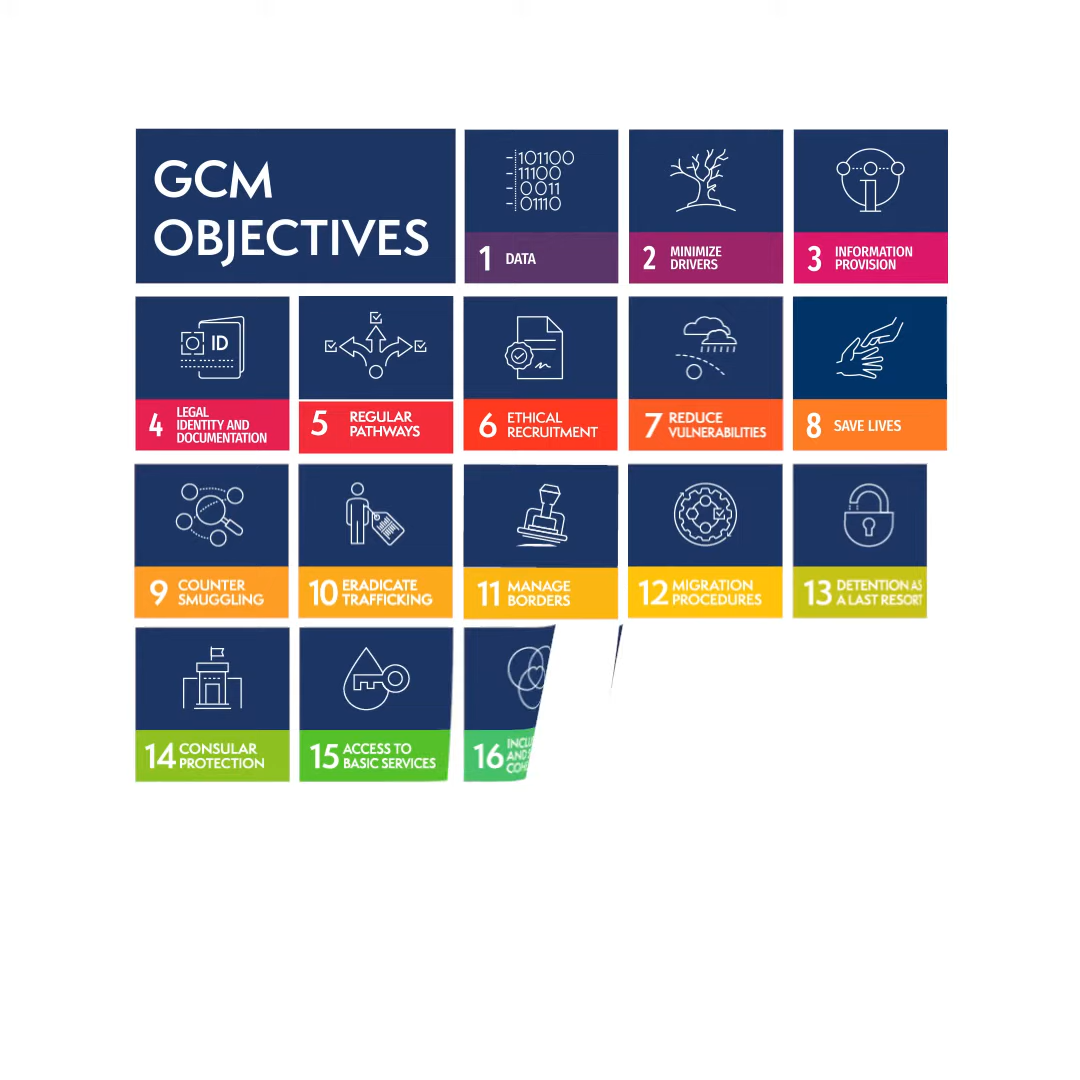 GCM
OBJECTIVES
101100
11100
0011
01110
1 DATA
2 MINIMIZE
DRIVERS
3 INFORMATION
PROVISION
ID
4 LEGAL
IDENTITY AND
DOCUMENTATION
5 REGULAR
PATHWAYS
6 ETHICAL
RECRUITMENT
7 REDUCE
VULNERABILITIES
8 SAVE LIVES
9 COUNTER
SMUGGLING
10 ERADICATE
TRAFFICKING
11 MANAGE
BORDERS
12 MIGRATION
PROCEDURES
13 DETENTION AS
A LAST RESORT
14 CONSULAR
PROTECTION
15 ACCESS TO
BASIC SERVICES
16
AND